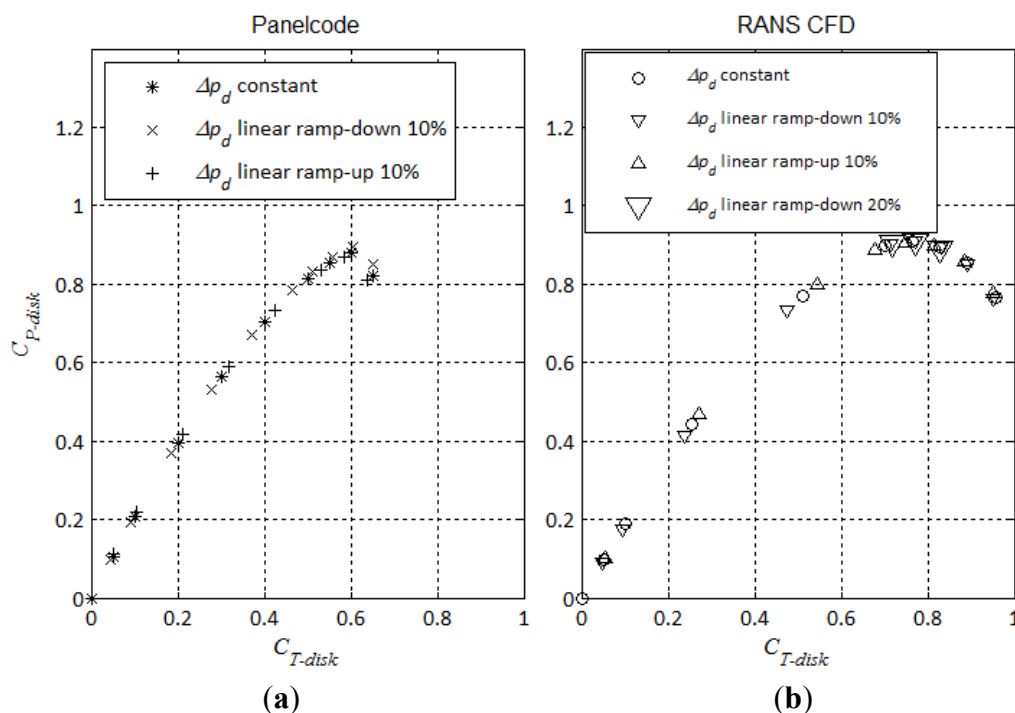 Panelcode
Δp_d constant
Δp_d linear ramp-down 10%
Δp_d linear ramp-up 10%
1.2
1
0.8
0.6
0.4
0.2
0
0 0.2 0.4 0.6 0.8 1
C_P-disk
C_T-disk
(a)
RANS CFD
Δp_d constant
Δp_d linear ramp-down 10%
Δp_d linear ramp-up 10%
Δp_d linear ramp-down 20%
1.2
1
0.8
0.6
0.4
0.2
0
0 0.2 0.4 0.6 0.8 1
C_T-disk
(b)